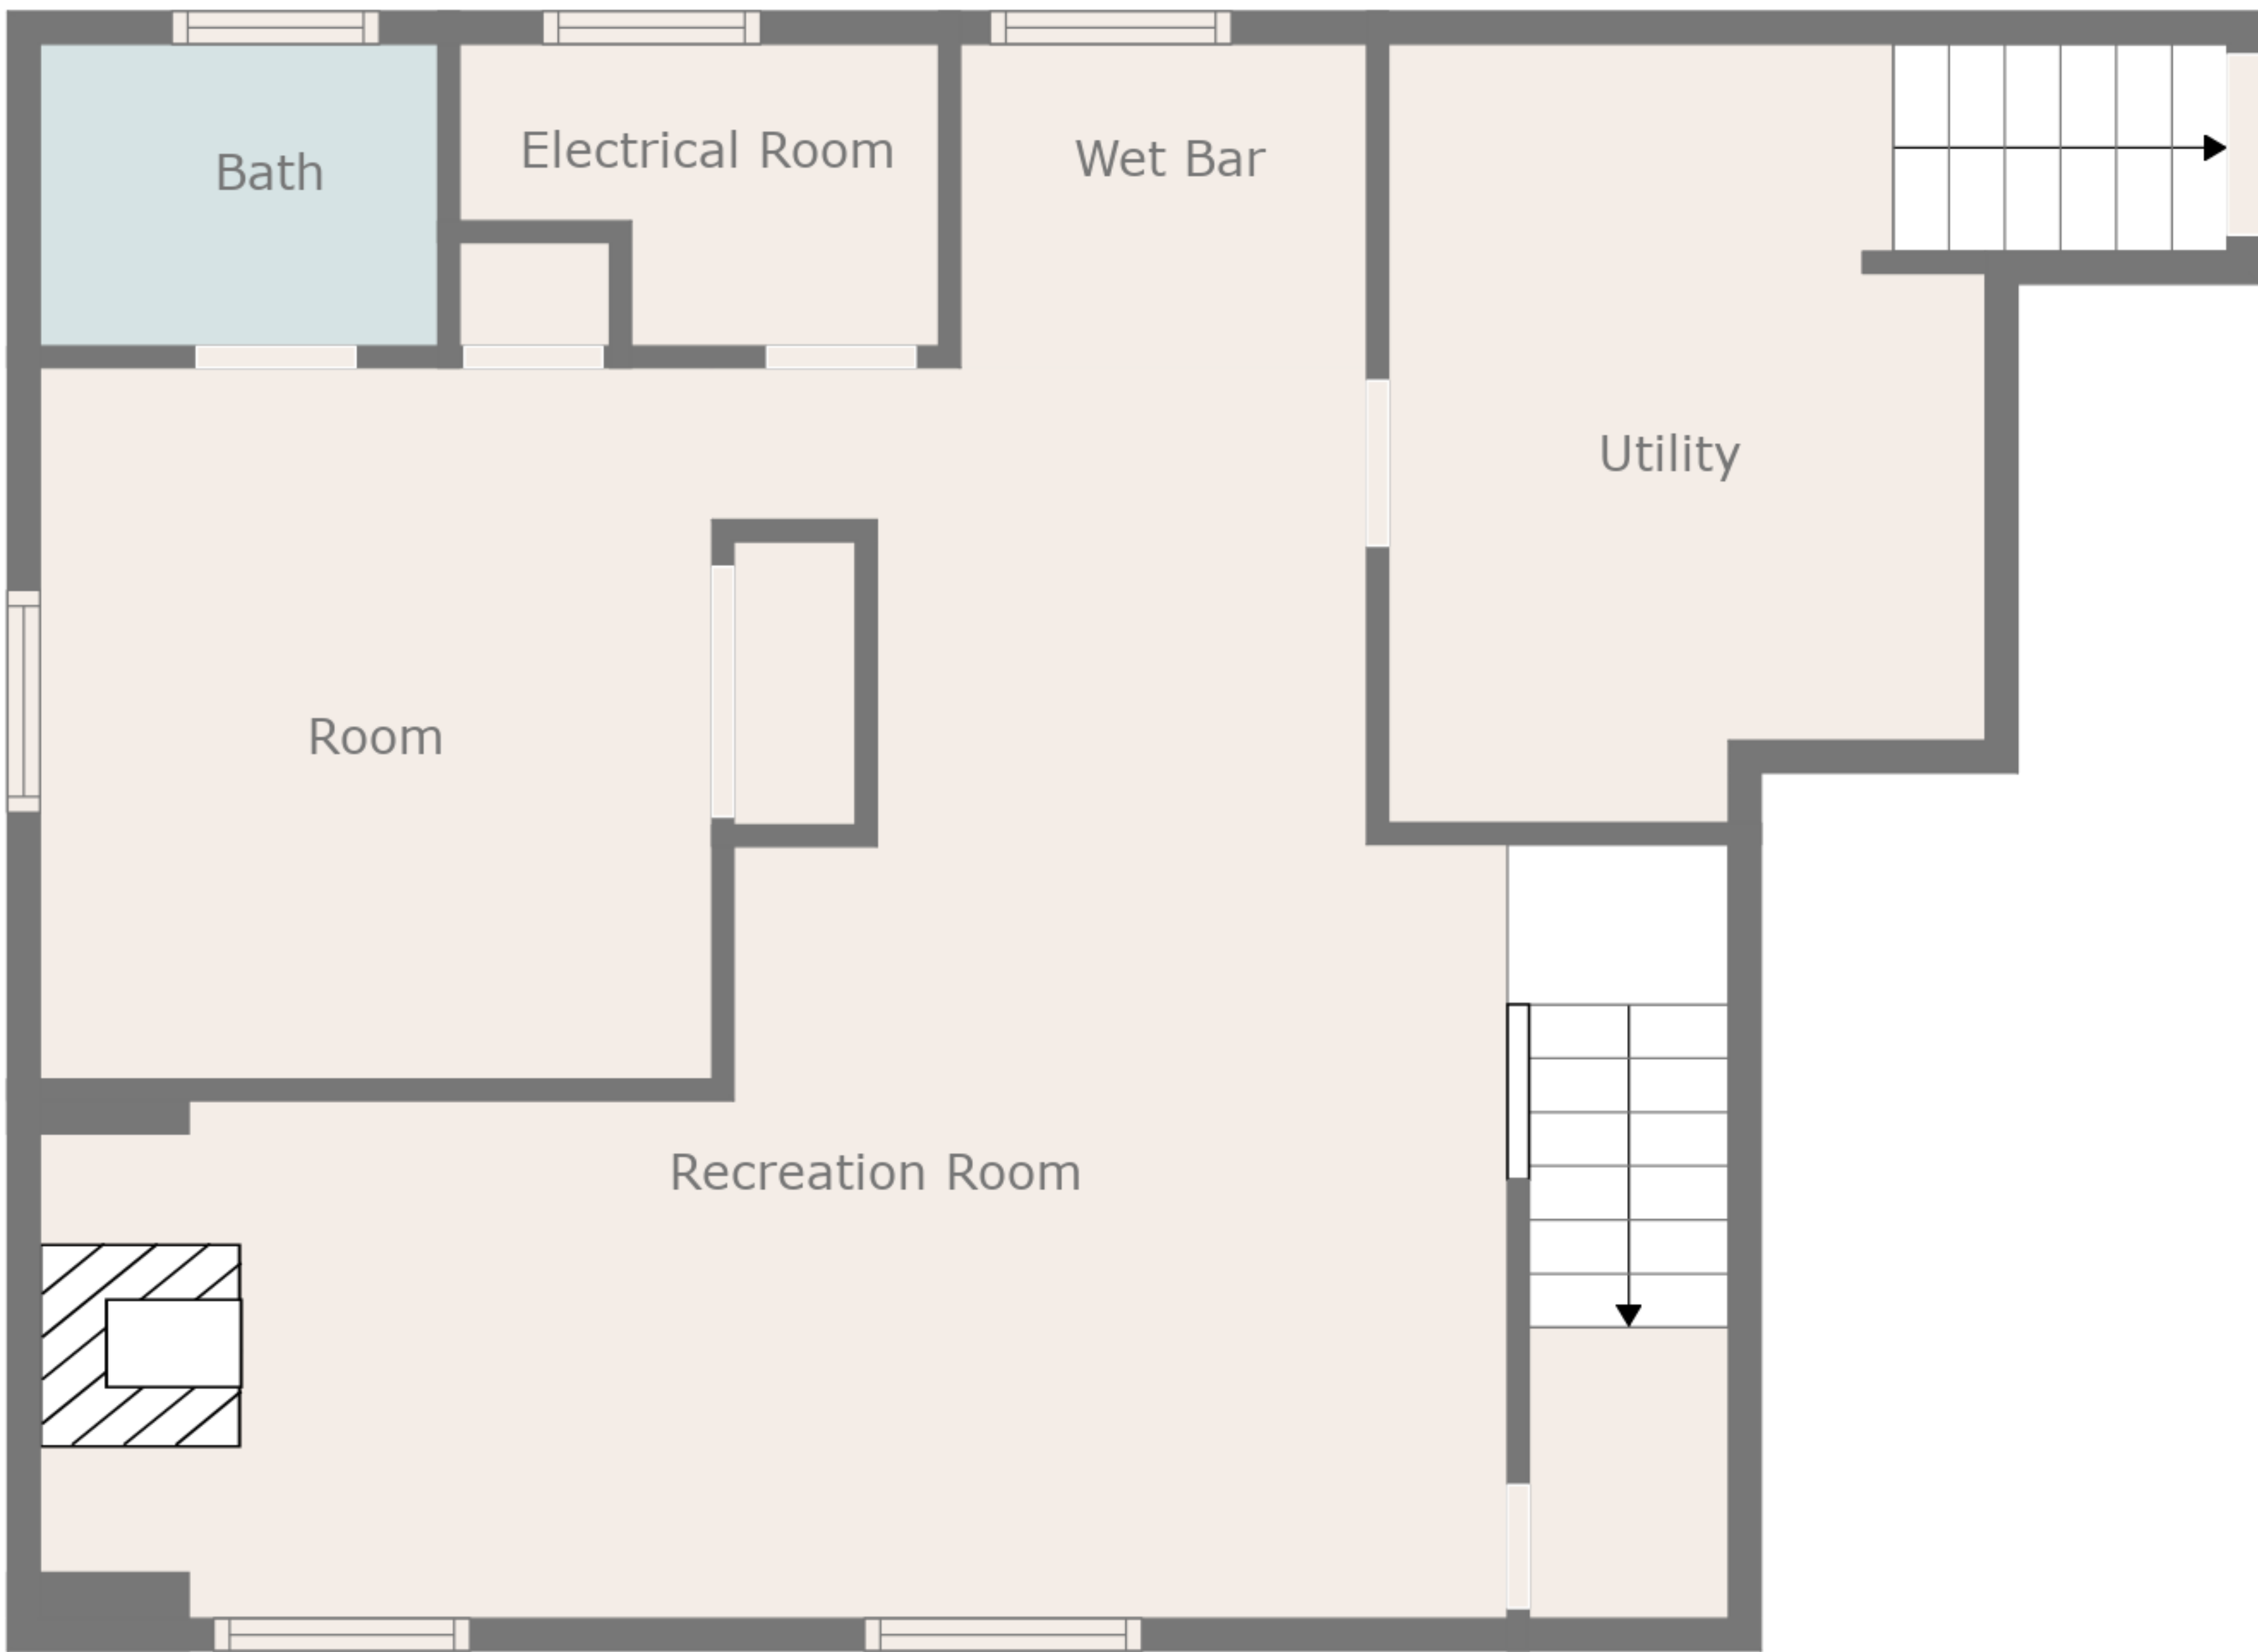 Bath
Electrical Room
Wet Bar
Utility
Room
Recreation Room